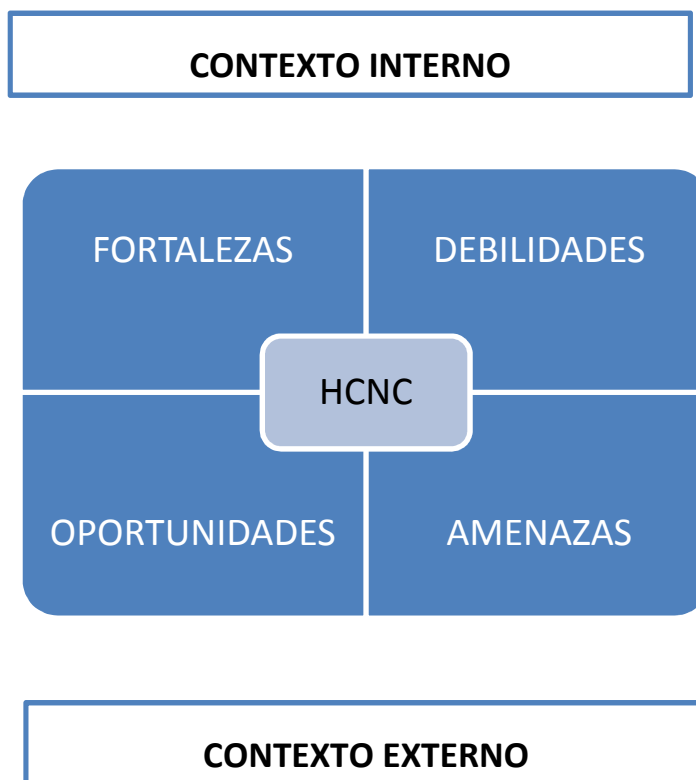 CONTEXTO INTERNO
FORTALEZAS
DEBILIDADES
HCNC
OPORTUNIDADES
AMENAZAS
CONTEXTO EXTERNO